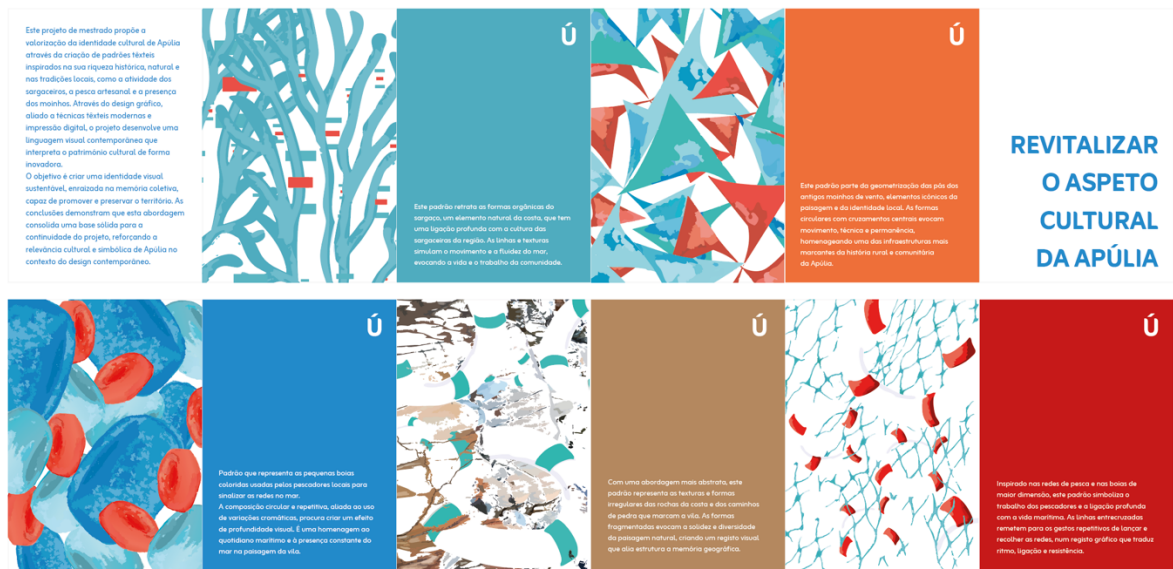 Este projeto de mestrado propõe a
valorização da identidade cultural de Apúlia
através da criação de padrões têxteis
inspirados na sua riqueza histórica, natural e
nas tradições locais, como a atividade dos
sargaceiros, a pesca artesanal e a presença
dos moinhos. Através do design gráfico,
aliado a técnicas têxteis modernas e
impressão digital, o projeto desenvolve uma
linguagem visual contemporânea que
interpreta o património cultural de forma
inovadora.
O objetivo é criar uma identidade visual
sustentável, enraizada na memória coletiva,
capaz de promover e preservar o território. As
conclusões demonstram que esta abordagem
consolida uma base sólida para a
continuidade do projeto, reforçando a
relevância cultural e simbólica de Apúlia no
contexto do design contemporâneo.
Ú
Este padrão retrata as formas orgânicas do
sargaço, um elemento natural da costa, que tem
uma ligação profunda com a cultura das
sargaceiras da região. As linhas e texturas
simulam o movimento e a fluidez do mar,
evocando a vida e o trabalho da comunidade.
Ú
Este padrão parte da geometrização das pás dos
antigos moinhos de vento, elementos icónicos da
paisagem e da identidade local. As formas
circulares com cruzamentos centrais evocam
movimento, técnica e permanência,
homenageando uma das infraestruturas mais
marcantes da história rural e comunitária
da Apúlia.
REVITALIZAR
O ASPETO
CULTURAL
DA APÚLIA
Ú
Padrão que representa as pequenas boias
coloridas usadas pelos pescadores locais para
sinalizar as redes no mar.
A composição circular e repetitiva, aliada ao uso
de variações cromáticas, procura criar um efeito
de profundidade visual. É uma homenagem ao
quotidiano marítimo e à presença constante do
mar na paisagem da vila.
Ú
Com uma abordagem mais abstrata, este
padrão representa as texturas e formas
irregulares das rochas da costa e dos caminhos
de pedra que marcam a vila. As formas
fragmentadas evocam a solidez e diversidade
da paisagem natural, criando um registo visual
que alia estrutura a memória geográfica.
Ú
Inspirado nas redes de pesca e nas boias de
maior dimensão, este padrão simboliza o
trabalho dos pescadores e a ligação profunda
com a vida marítima. As linhas entrecruzadas
remetem para os gestos repetitivos de lançar e
recolher as redes, num registo gráfico que traduz
ritmo, ligação e resistência.